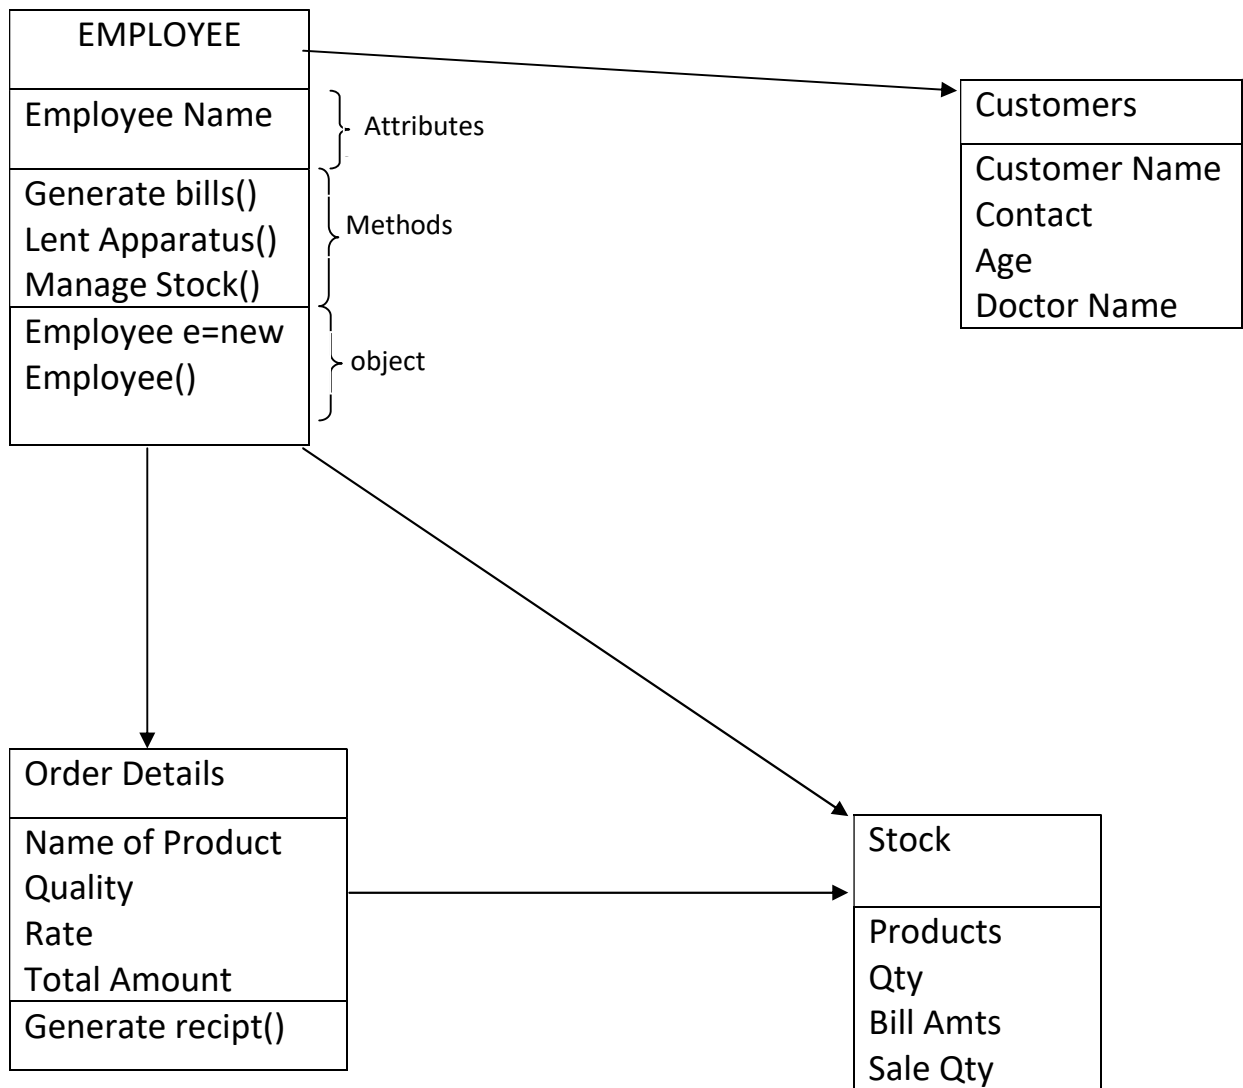 EMPLOYEE
Employee Name
Attributes
Generate bills()
Lent Apparatus()
Manage Stock()
Methods
Employee e=new
Employee()
object
Customers
Customer Name
Contact
Age
Doctor Name
Order Details
Name of Product
Quality
Rate
Total Amount
Generate recipt()
Stock
Products
Qty
Bill Amts
Sale Qty